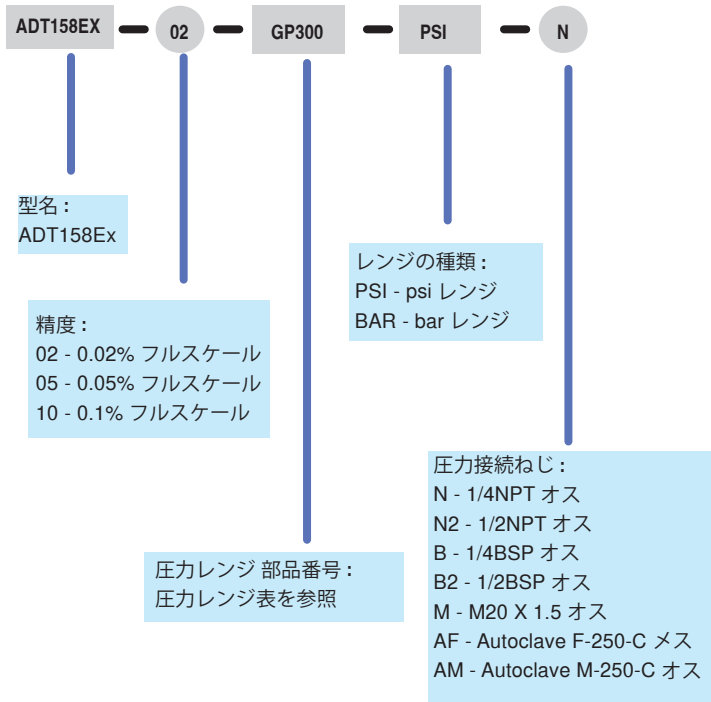 ADT158EX 02 GP300 PSI N
型名：
ADT158Ex
精度：
02 - 0.02% フルスケール
05 - 0.05% フルスケール
10 - 0.1% フルスケール
圧力レンジ 部品番号：
圧力レンジ表を参照
レンジの種類：
PSI - psi レンジ
BAR - bar レンジ
圧力接続ねじ：
N - 1/4NPT オス
N2 - 1/2NPT オス
B - 1/4BSP オス
B2 - 1/2BSP オス
M - M20 X 1.5 オス
AF - Autoclave F-250-C メス
AM - Autoclave M-250-C オス